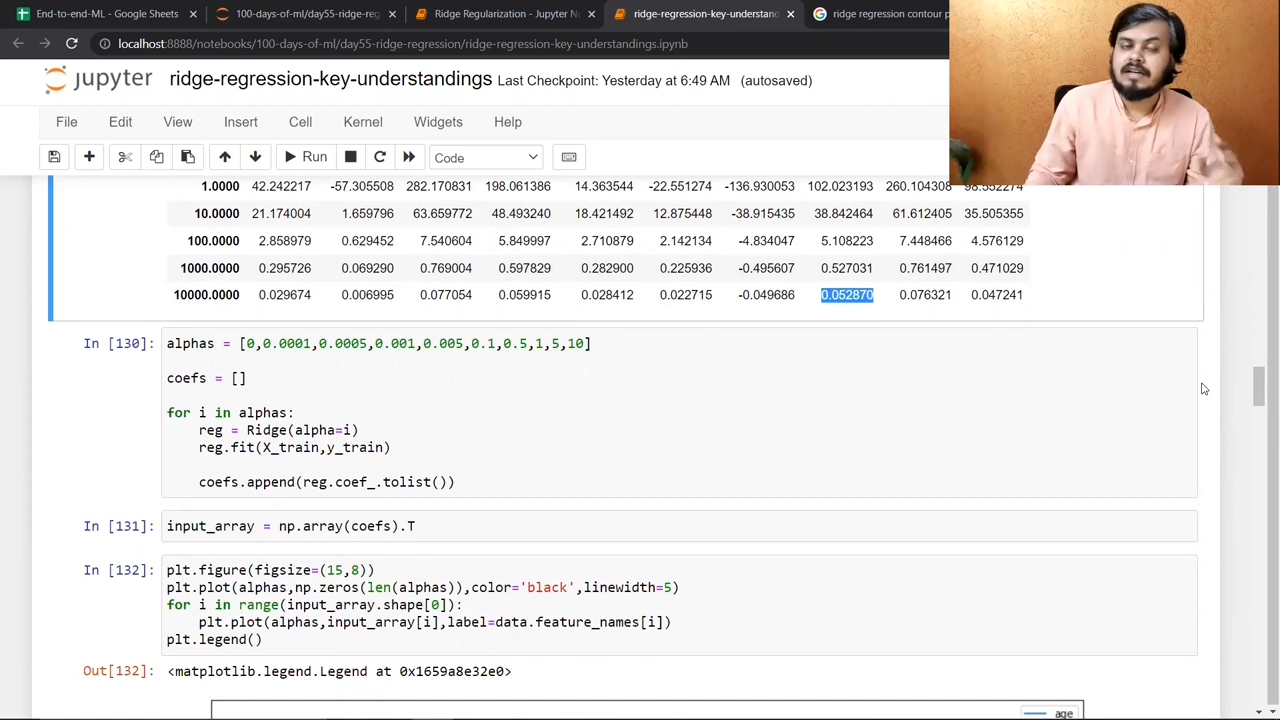 End-to-end-ML - Google Sheets
100-days-of-ml/day55-ridge-regre
Ridge Regularization - Jupyter No
ridge-regression-key-understand
ridge regression contour p
localhost:8888/notebooks/100-days-of-ml/day55-ridge-regression/ridge-regression-key-understandings.ipynb
jupyter ridge-regression-key-understandings Last Checkpoint: Yesterday at 6:49 AM (autosaved)
File Edit View Insert Cell Kernel Widgets Help
Run Code
1.0000 42.242217 -57.305508 282.170831 198.061386 14.363544 -22.551274 -136.930053 102.023193 260.104308 98.552274
10.0000 21.174004 1.659796 63.659772 48.493240 18.421492 12.875448 -38.915435 38.842464 61.612405 35.505355
100.0000 2.858979 0.629452 7.540604 5.849997 2.710879 2.142134 -4.834047 5.108223 7.448466 4.576129
1000.0000 0.295726 0.069290 0.769004 0.597829 0.282900 0.225936 -0.495607 0.527031 0.761497 0.471029
10000.0000 0.029674 0.006995 0.077054 0.059915 0.028412 0.022715 -0.049686 0.052870 0.076321 0.047241
In [130]: alphas = [0,0.0001,0.0005,0.001,0.005,0.1,0.5,1,5,10]
coefs = []
for i in alphas:
reg = Ridge(alpha=i)
reg.fit(X_train,y_train)
coefs.append(reg.coef_.tolist())
In [131]: input_array = np.array(coefs).T
In [132]: plt.figure(figsize=(15,8))
plt.plot(alphas,np.zeros(len(alphas)),color='black',linewidth=5)
for i in range(input_array.shape[0]):
plt.plot(alphas,input_array[i],label=data.feature_names[i])
plt.legend()
Out[132]: <matplotlib.legend.Legend at 0x1659a8e32e0>
age